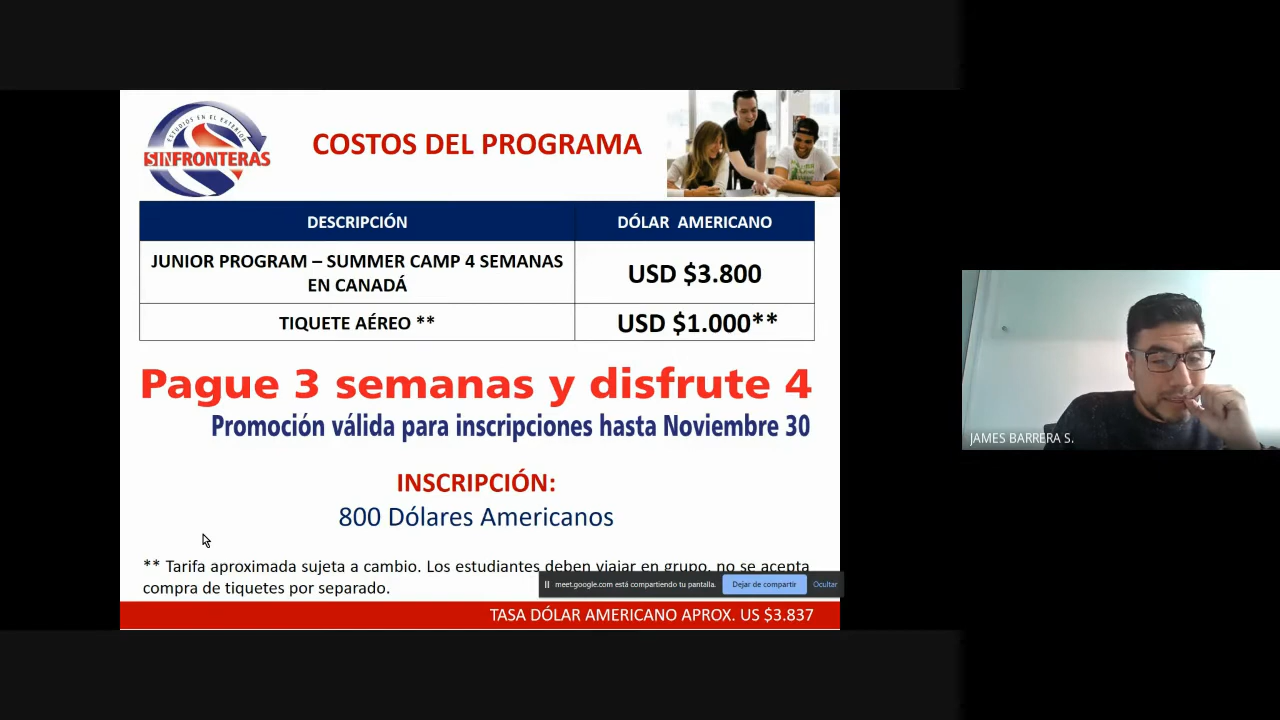 ESTUDIOS EN EL EXTERIOR
SINFRONTERAS
COSTOS DEL PROGRAMA
DESCRIPCIÓN
DÓLAR AMERICANO
JUNIOR PROGRAM – SUMMER CAMP 4 SEMANAS
EN CANADÁ
USD $3.800
TIQUETE AÉREO **
USD $1.000**
Pague 3 semanas y disfrute 4
Promoción válida para inscripciones hasta Noviembre 30
INSCRIPCIÓN:
800 Dólares Americanos
** Tarifa aproximada sujeta a cambio. Los estudiantes deben viajar en grupo, no se acepta
compra de tiquetes por separado.
meet.google.com está compartiendo tu pantalla.
Dejar de compartir
Ocultar
TASA DÓLAR AMERICANO APROX. US $3.837
JAMES BARRERA S.